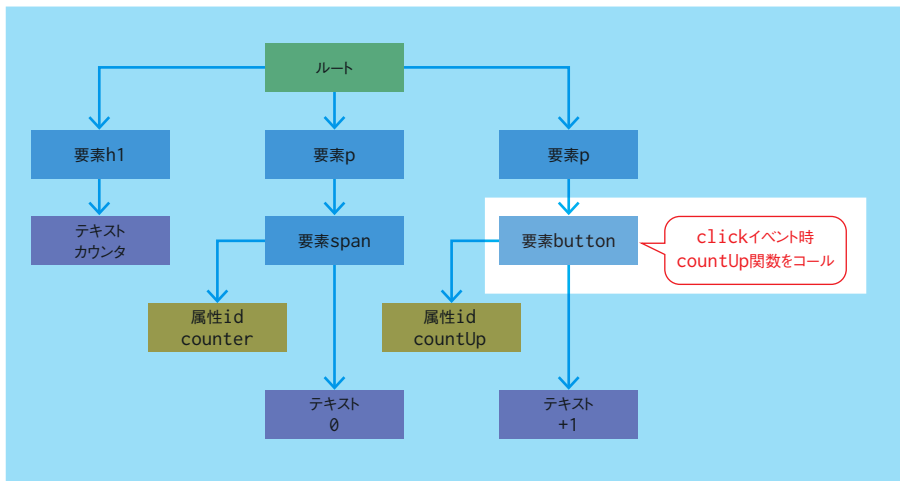 ルート
要素h1
要素p
要素p
テキスト
カウンタ
要素span
要素button
clickイベント時
countUp関数をコール
属性id
counter
属性id
countUp
テキスト
0
テキスト
+1